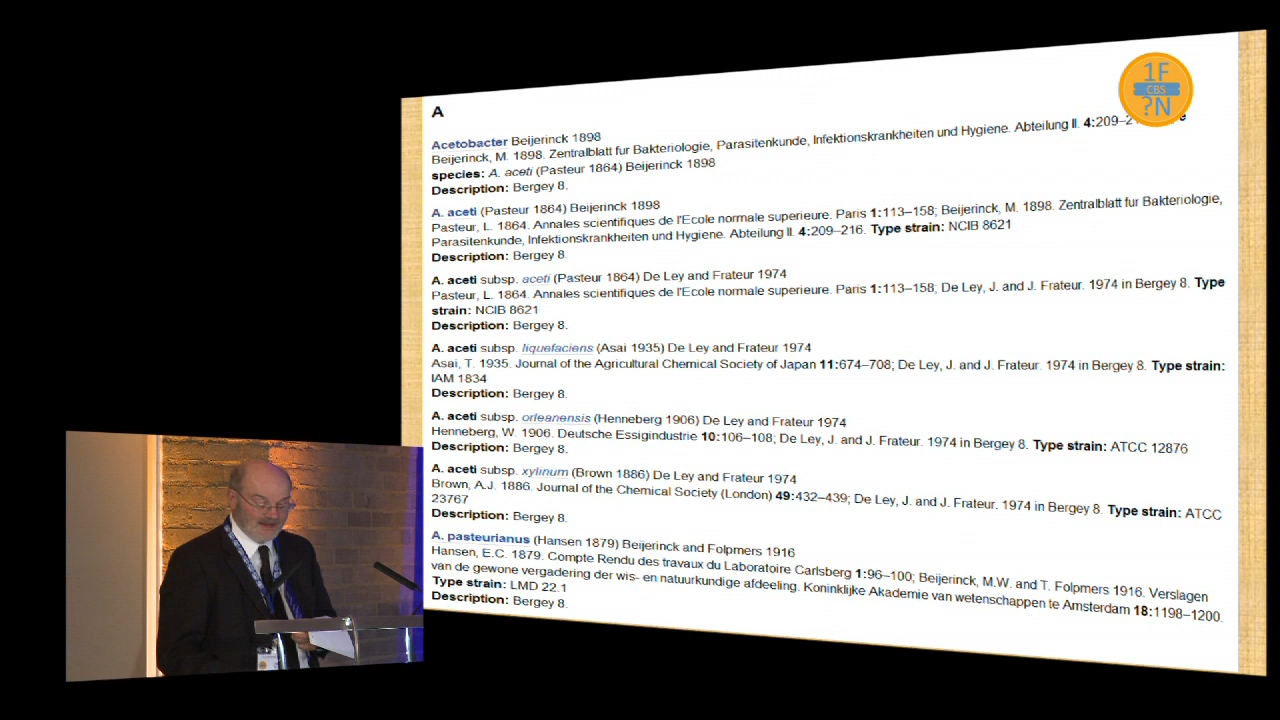 1F
CBS
?N
A
Acetobacter Beijerinck 1898
Beijerinck, M. 1898. Zentralblatt fur Bakteriologie, Parasitenkunde, Infektionskrankheiten und Hygiene. Abteilung II. 4:209–
species: A. aceti (Pasteur 1864) Beijerinck 1898
Description: Bergey 8.
A. aceti (Pasteur 1864) Beijerinck 1898
Pasteur, L. 1864. Annales scientifiques de l'Ecole normale superieure. Paris 1:113–158; Beijerinck, M. 1898. Zentralblatt fur Bakteriologie,
Parasitenkunde, Infektionskrankheiten und Hygiene. Abteilung II. 4:209–216. Type strain: NCIB 8621
Description: Bergey 8.
A. aceti subsp. aceti (Pasteur 1864) De Ley and Frateur 1974
Pasteur, L. 1864. Annales scientifiques de l'Ecole normale superieure. Paris 1:113–158; De Ley, J. and J. Frateur. 1974 in Bergey 8. Type
strain: NCIB 8621
Description: Bergey 8.
A. aceti subsp. liquefaciens (Asai 1935) De Ley and Frateur 1974
Asai, T. 1935. Journal of the Agricultural Chemical Society of Japan 11:674–708; De Ley, J. and J. Frateur. 1974 in Bergey 8. Type strain:
IAM 1834
Description: Bergey 8.
A. aceti subsp. orleanensis (Henneberg 1906) De Ley and Frateur 1974
Henneberg, W. 1906. Deutsche Essigindustrie 10:106–108; De Ley, J. and J. Frateur. 1974 in Bergey 8. Type strain: ATCC 12876
Description: Bergey 8.
A. aceti subsp. xylinum (Brown 1886) De Ley and Frateur 1974
Brown, A.J. 1886. Journal of the Chemical Society (London) 49:432–439; De Ley, J. and J. Frateur. 1974 in Bergey 8. Type strain: ATCC
23767
Description: Bergey 8.
A. pasteurianus (Hansen 1879) Beijerinck and Folpmers 1916
Hansen, E.C. 1879. Compte Rendu des travaux du Laboratoire Carlsberg 1:96–100; Beijerinck, M.W. and T. Folpmers 1916. Verslagen
van de gewone vergadering der wis- en natuurkundige afdeeling. Koninklijke Akademie van wetenschappen te Amsterdam 18:1198–1200.
Type strain: LMD 22.1
Description: Bergey 8.